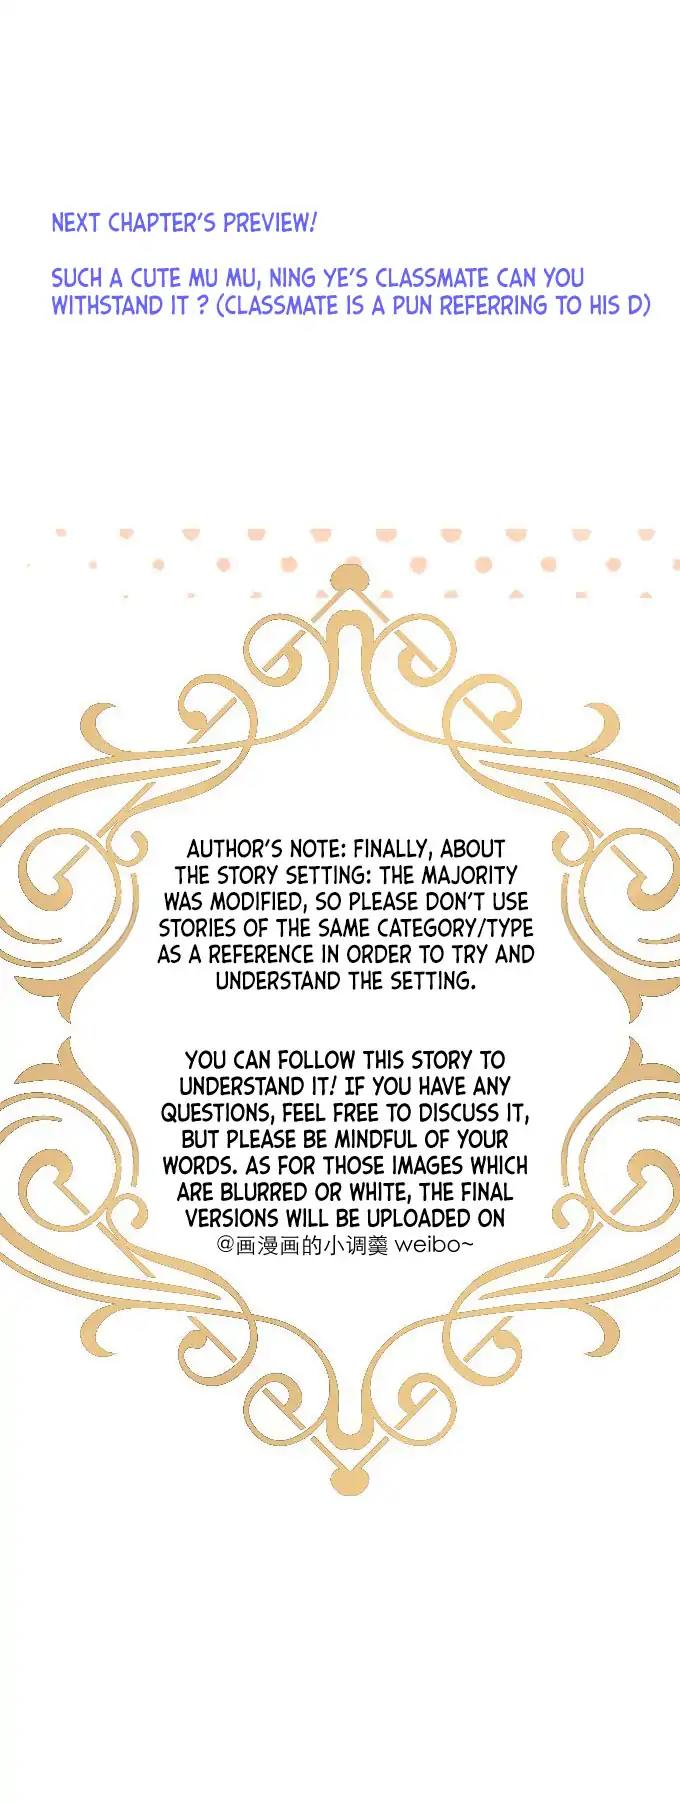 NEXT CHAPTER'S PREVIEW!
SUCH A CUTE MU MU, NING YE'S CLASSMATE CAN YOU
WITHSTAND IT ? (CLASSMATE IS A PUN REFERRING TO HIS D)
AUTHOR'S NOTE: FINALLY, ABOUT
THE STORY SETTING: THE MAJORITY
WAS MODIFIED, SO PLEASE DON'T USE
STORIES OF THE SAME CATEGORY/TYPE
AS A REFERENCE IN ORDER TO TRY AND
UNDERSTAND THE SETTING.
YOU CAN FOLLOW THIS STORY TO
UNDERSTAND IT! IF YOU HAVE ANY
QUESTIONS, FEEL FREE TO DISCUSS IT,
BUT PLEASE BE MINDFUL OF YOUR
WORDS. AS FOR THOSE IMAGES WHICH
ARE BLURRED OR WHITE, THE FINAL
VERSIONS WILL BE UPLOADED ON
@画漫画的小调羹 weibo~